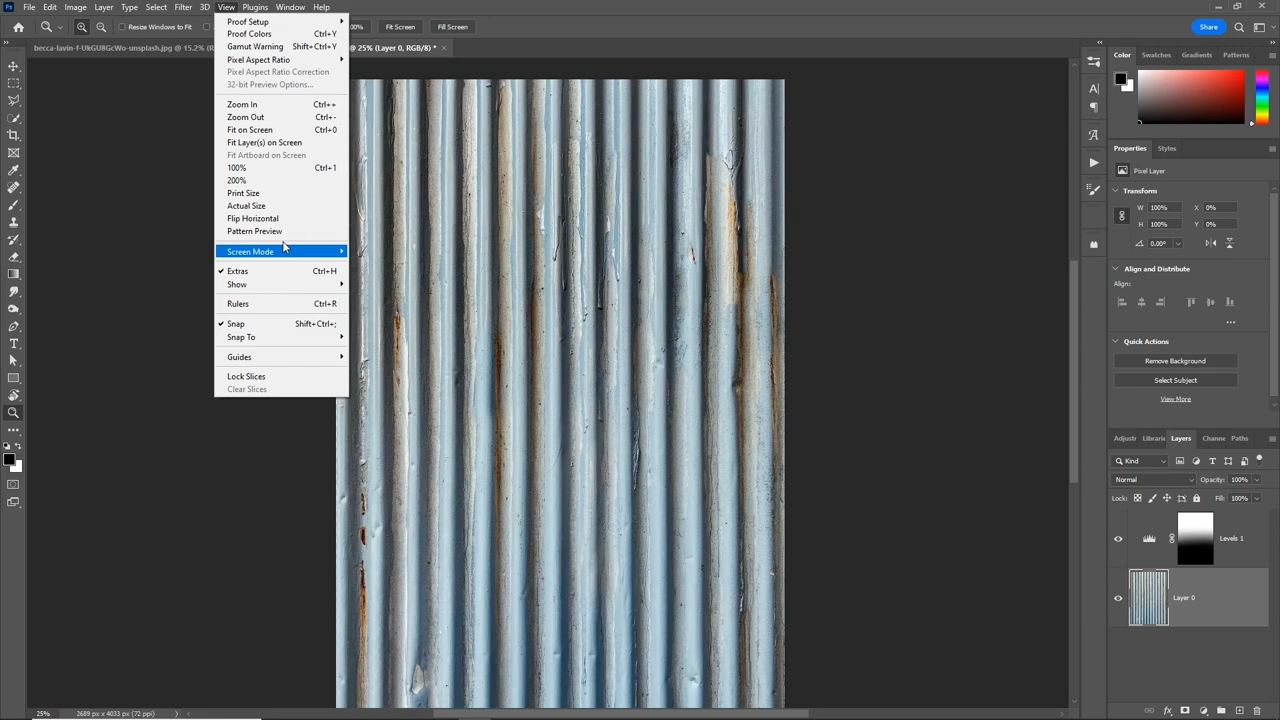 Ps File Edit Image Layer Type Select Filter 3D View Plugins Window Help
Resize Windows to Fit
Fit Screen
Fill Screen
Share
becca-lavin-f-UkGU8GcWo-unsplash.jpg @ 15.2% (R
@ 25% (Layer 0, RGB/8) * ×
Proof Setup
Proof Colors Ctrl+Y
Gamut Warning Shift+Ctrl+Y
Pixel Aspect Ratio
Pixel Aspect Ratio Correction
32-bit Preview Options...
Zoom In Ctrl++
Zoom Out Ctrl+-
Fit on Screen Ctrl+0
Fit Layer(s) on Screen
Fit Artboard on Screen
100% Ctrl+1
200%
Print Size
Actual Size
Flip Horizontal
Pattern Preview
Screen Mode
Extras Ctrl+H
Show
Rulers Ctrl+R
Snap Shift+Ctrl+;
Snap To
Guides
Lock Slices
Clear Slices
Color Swatches Gradients Patterns
Properties Styles
Pixel Layer
Transform
W 100% X 0%
H 100% Y 0%
0.00°
Align and Distribute
Align:
Quick Actions
Remove Background
Select Subject
View More
Adjustr Librarie Layers Channe Paths
Kind
Normal Opacity: 100%
Lock: Fill: 100%
Levels 1
Layer 0
25% 2689 px x 4033 px (72 ppi)